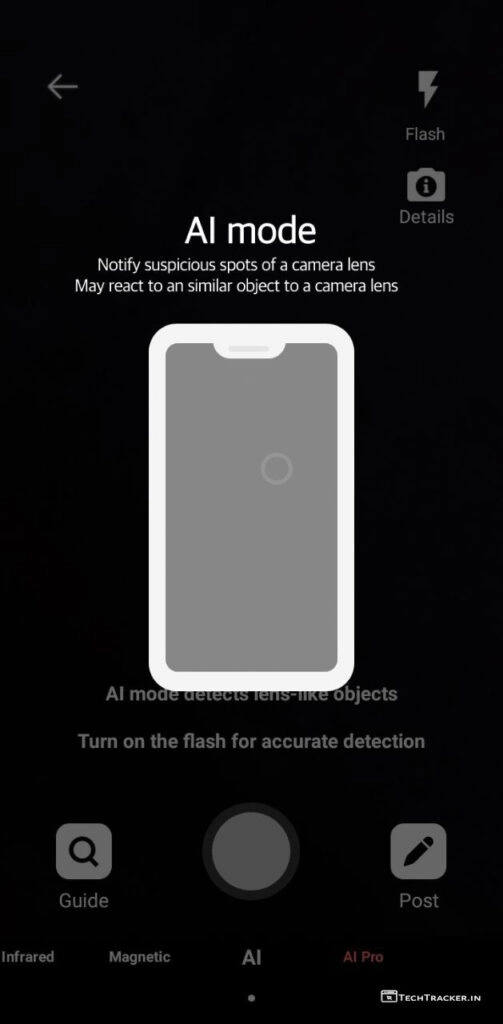 Flash
Details
AI mode
Notify suspicious spots of a camera lens
May react to an similar object to a camera lens
AI mode detects lens-like objects
Turn on the flash for accurate detection
Guide
Post
Infrared
Magnetic
AI
AI Pro
TechTracker.in